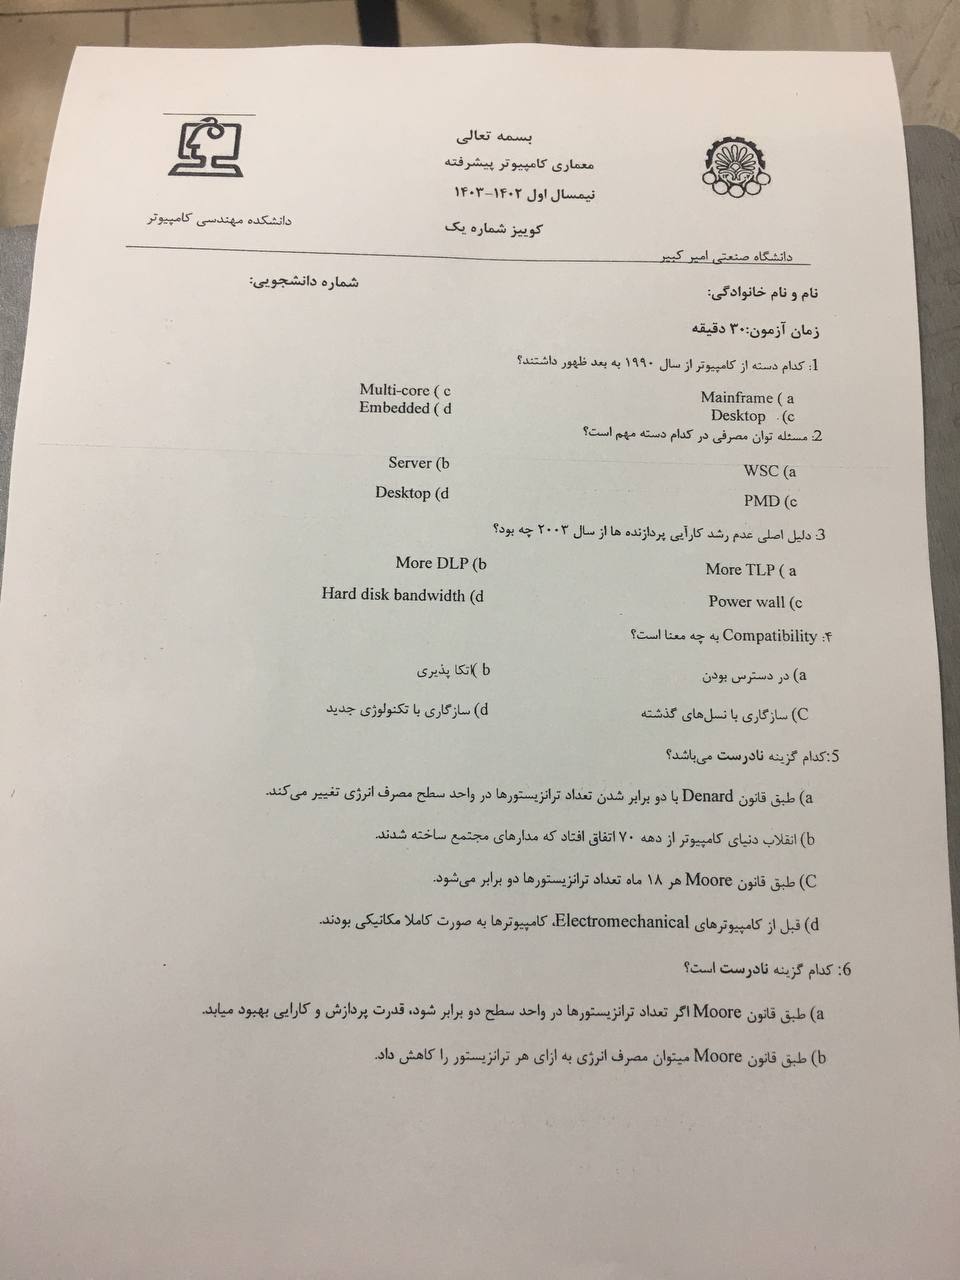 بسمه تعالی
معماری کامپیوتر پیشرفته
نیمسال اول ۱۴۰۲-۱۴۰۳
کوییز شماره یک
دانشگاه صنعتی امیر کبیر
دانشکده مهندسی کامپیوتر
نام و نام خانوادگی: شماره دانشجویی:
زمان آزمون:۳۰ دقیقه
1: کدام دسته از کامپیوتر از سال ۱۹۹۰ به بعد ظهور داشتند؟
Mainframe ( a Multi-core ( c
Desktop (c Embedded ( d
2: مسئله توان مصرفی در کدام دسته مهم است؟
WSC (a Server (b
PMD (c Desktop (d
3: دلیل اصلی عدم رشد کارآیی پردازنده ها از سال ۲۰۰۳ چه بود؟
More TLP ( a More DLP (b
Power wall (c Hard disk bandwidth (d
۴: Compatibility به چه معنا است؟
a) در دسترس بودن b )اتکا پذیری
C) سازگاری با نسل‌های گذشته d) سازگاری با تکنولوژی جدید
5:کدام گزینه نادرست می‌باشد؟
a) طبق قانون Denard با دو برابر شدن تعداد ترانزیستورها در واحد سطح مصرف انرژی تغییر می‌کند.
b) انقلاب دنیای کامپیوتر از دهه ۷۰ اتفاق افتاد که مدارهای مجتمع ساخته شدند.
C) طبق قانون Moore هر ۱۸ ماه تعداد ترانزیستورها دو برابر می‌شود.
d) قبل از کامپیوترهای Electromechanical، کامپیوترها به صورت کاملا مکانیکی بودند.
6: کدام گزینه نادرست است؟
a) طبق قانون Moore اگر تعداد ترانزیستورها در واحد سطح دو برابر شود، قدرت پردازش و کارایی بهبود میابد.
b) طبق قانون Moore میتوان مصرف انرژی به ازای هر ترانزیستور را کاهش داد.